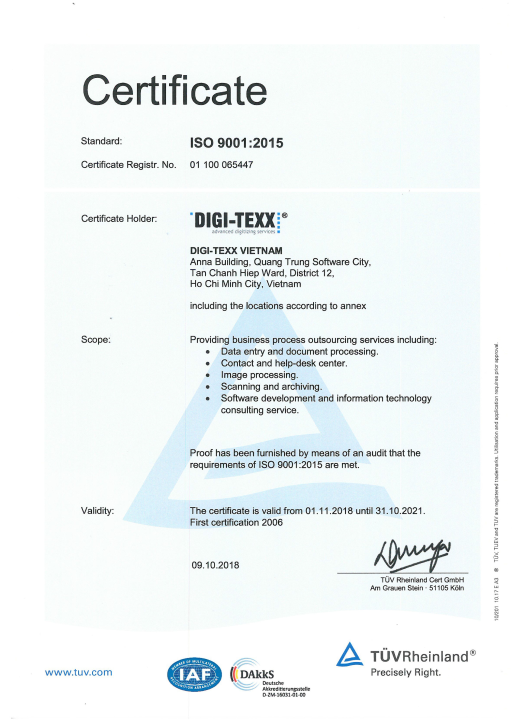 Certificate
Standard: ISO 9001:2015
Certificate Registr. No. 01 100 065447
Certificate Holder: DIGI-TEXX®
advanced digitizing services
DIGI-TEXX VIETNAM
Anna Building, Quang Trung Software City,
Tan Chanh Hiep Ward, District 12,
Ho Chi Minh City, Vietnam
including the locations according to annex
Scope: Providing business process outsourcing services including:
• Data entry and document processing.
• Contact and help-desk center.
• Image processing.
• Scanning and archiving.
• Software development and information technology
consulting service.
Proof has been furnished by means of an audit that the
requirements of ISO 9001:2015 are met.
Validity: The certificate is valid from 01.11.2018 until 31.10.2021.
First certification 2006
09.10.2018
TÜV Rheinland Cert GmbH
Am Grauen Stein · 51105 Köln
www.tuv.com
MEMBER OF MULTILATERAL
RECOGNITION ARRANGEMENT
IAF
DAkkS
Deutsche
Akkreditierungsstelle
D-ZM-16031-01-00
TÜVRheinland®
Precisely Right.
10/201 10.17 E A3 ® TÜV, TUEV and TUV are registered trademarks. Utilisation and application requires prior approval.